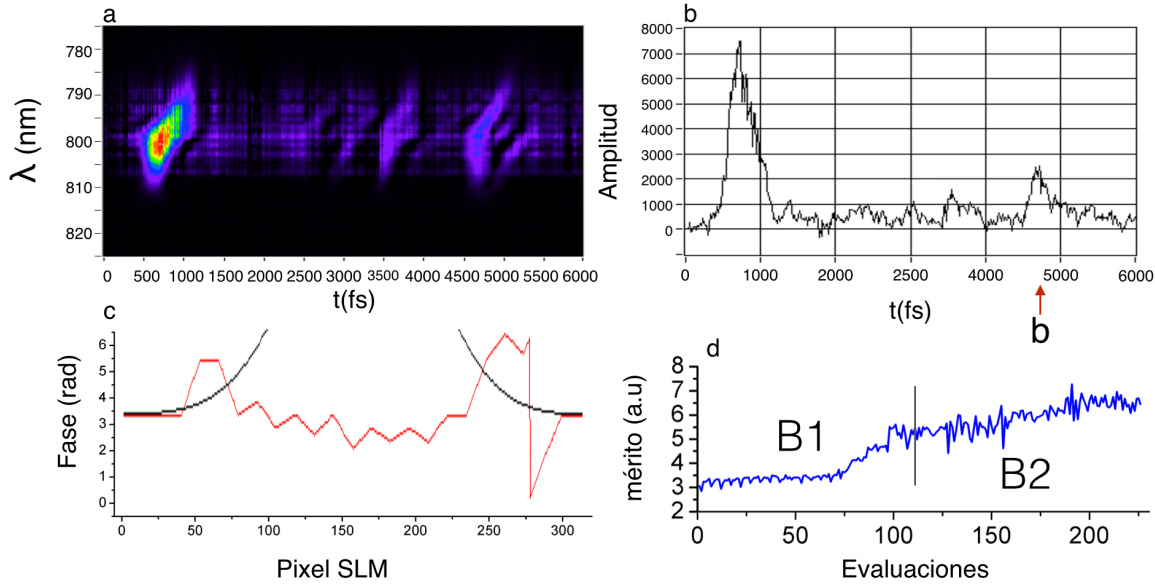 a
780
790
800
810
820
λ (nm)
0 500 1000 1500 2000 2500 3000 3500 4000 4500 5000 5500 6000
t(fs)
b
8000
7000
6000
5000
4000
3000
2000
1000
0
Amplitud
0 1000 2000 2500 4000 5000 6000
t(fs)
b
c
6
5
4
3
2
1
0
Fase (rad)
0 50 100 150 200 250 300
Pixel SLM
d
8
7
6
5
4
3
2
mérito (a.u)
B1
B2
0 50 100 150 200
Evaluaciones